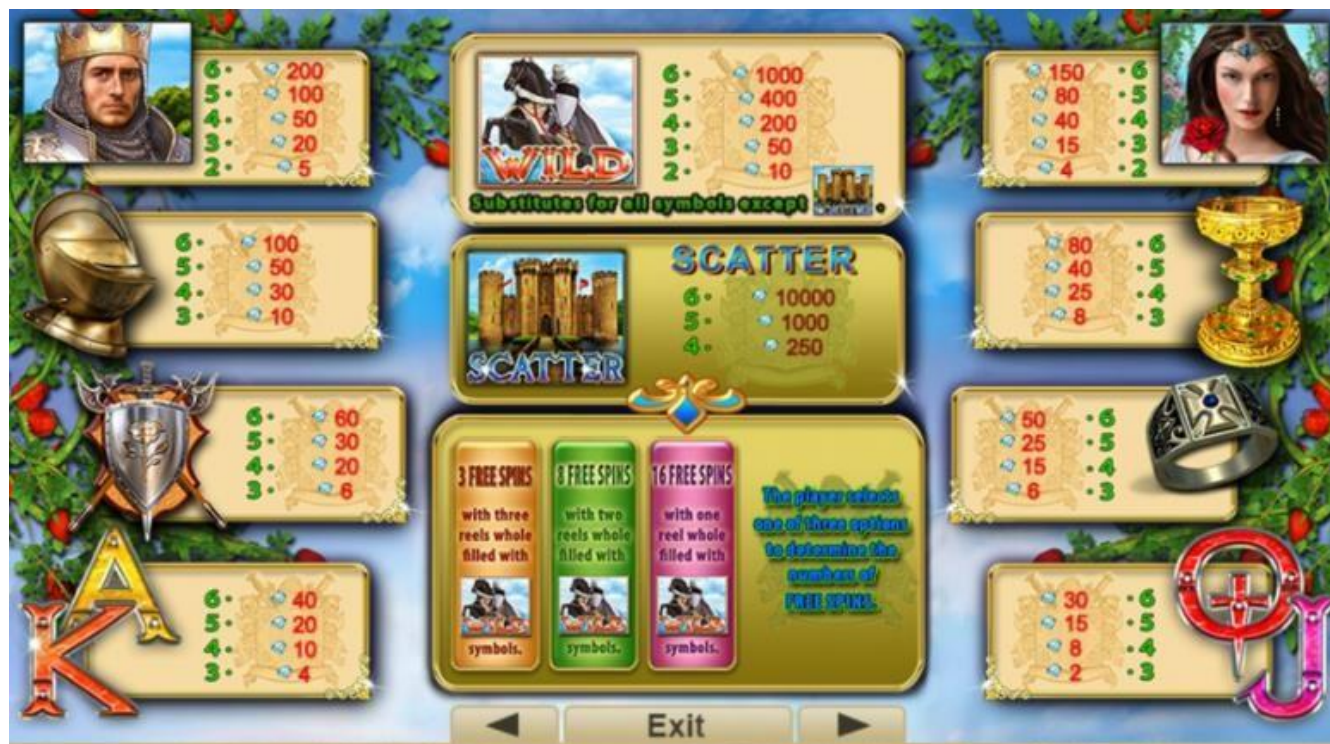 6 • 200
5 • 100
4 • 50
3 • 20
2 • 5
WILD
6 • 1000
5 • 400
4 • 200
3 • 50
2 • 10
Substitutes for all symbols except .
150 • 6
80 • 5
40 • 4
15 • 3
4 • 2
6 • 100
5 • 50
4 • 30
3 • 10
SCATTER
SCATTER
6 • 10000
5 • 1000
4 • 250
80 • 6
40 • 5
25 • 4
8 • 3
6 • 60
5 • 30
4 • 20
3 • 6
3 FREE SPINS
with three
reels whole
filled with
symbols.
8 FREE SPINS
with two
reels whole
filled with
symbols.
16 FREE SPINS
with one
reel whole
filled with
symbols.
The player selects
one of three options
to determine the
numbers of
FREE SPINS.
50 • 6
25 • 5
15 • 4
6 • 3
A
K
6 • 40
5 • 20
4 • 10
3 • 4
30 • 6
15 • 5
8 • 4
2 • 3
Q
J
Exit